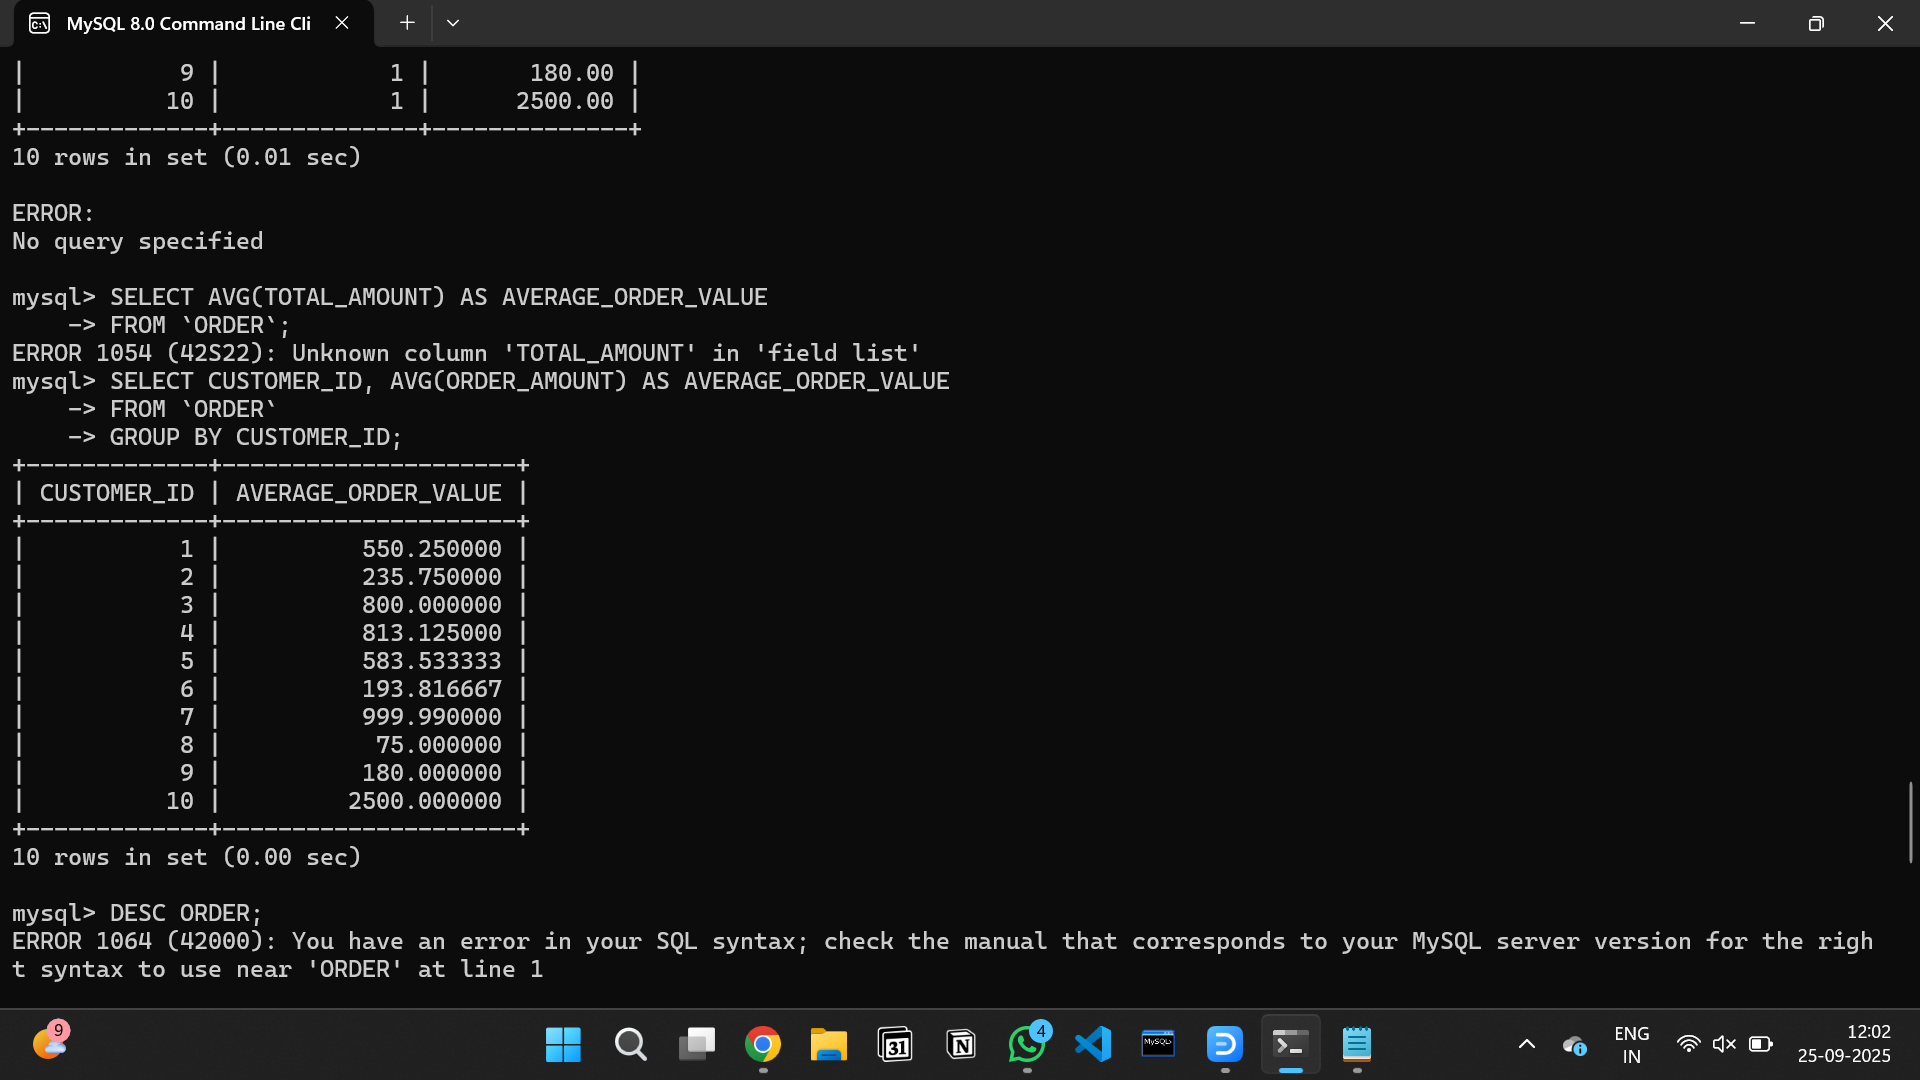 MySQL 8.0 Command Line Cli
| 9 | 1 | 180.00 |
| 10 | 1 | 2500.00 |
+-------------+--------------+--------------+
10 rows in set (0.01 sec)
ERROR:
No query specified
mysql> SELECT AVG(TOTAL_AMOUNT) AS AVERAGE_ORDER_VALUE
-> FROM `ORDER`;
ERROR 1054 (42S22): Unknown column 'TOTAL_AMOUNT' in 'field list'
mysql> SELECT CUSTOMER_ID, AVG(ORDER_AMOUNT) AS AVERAGE_ORDER_VALUE
-> FROM `ORDER`
-> GROUP BY CUSTOMER_ID;
+-------------+---------------------+
| CUSTOMER_ID | AVERAGE_ORDER_VALUE |
+-------------+---------------------+
| 1 | 550.250000 |
| 2 | 235.750000 |
| 3 | 800.000000 |
| 4 | 813.125000 |
| 5 | 583.533333 |
| 6 | 193.816667 |
| 7 | 999.990000 |
| 8 | 75.000000 |
| 9 | 180.000000 |
| 10 | 2500.000000 |
+-------------+---------------------+
10 rows in set (0.00 sec)
mysql> DESC ORDER;
ERROR 1064 (42000): You have an error in your SQL syntax; check the manual that corresponds to your MySQL server version for the righ
t syntax to use near 'ORDER' at line 1
9
31
N
4
MySQL>
ENG
IN
12:02
25-09-2025